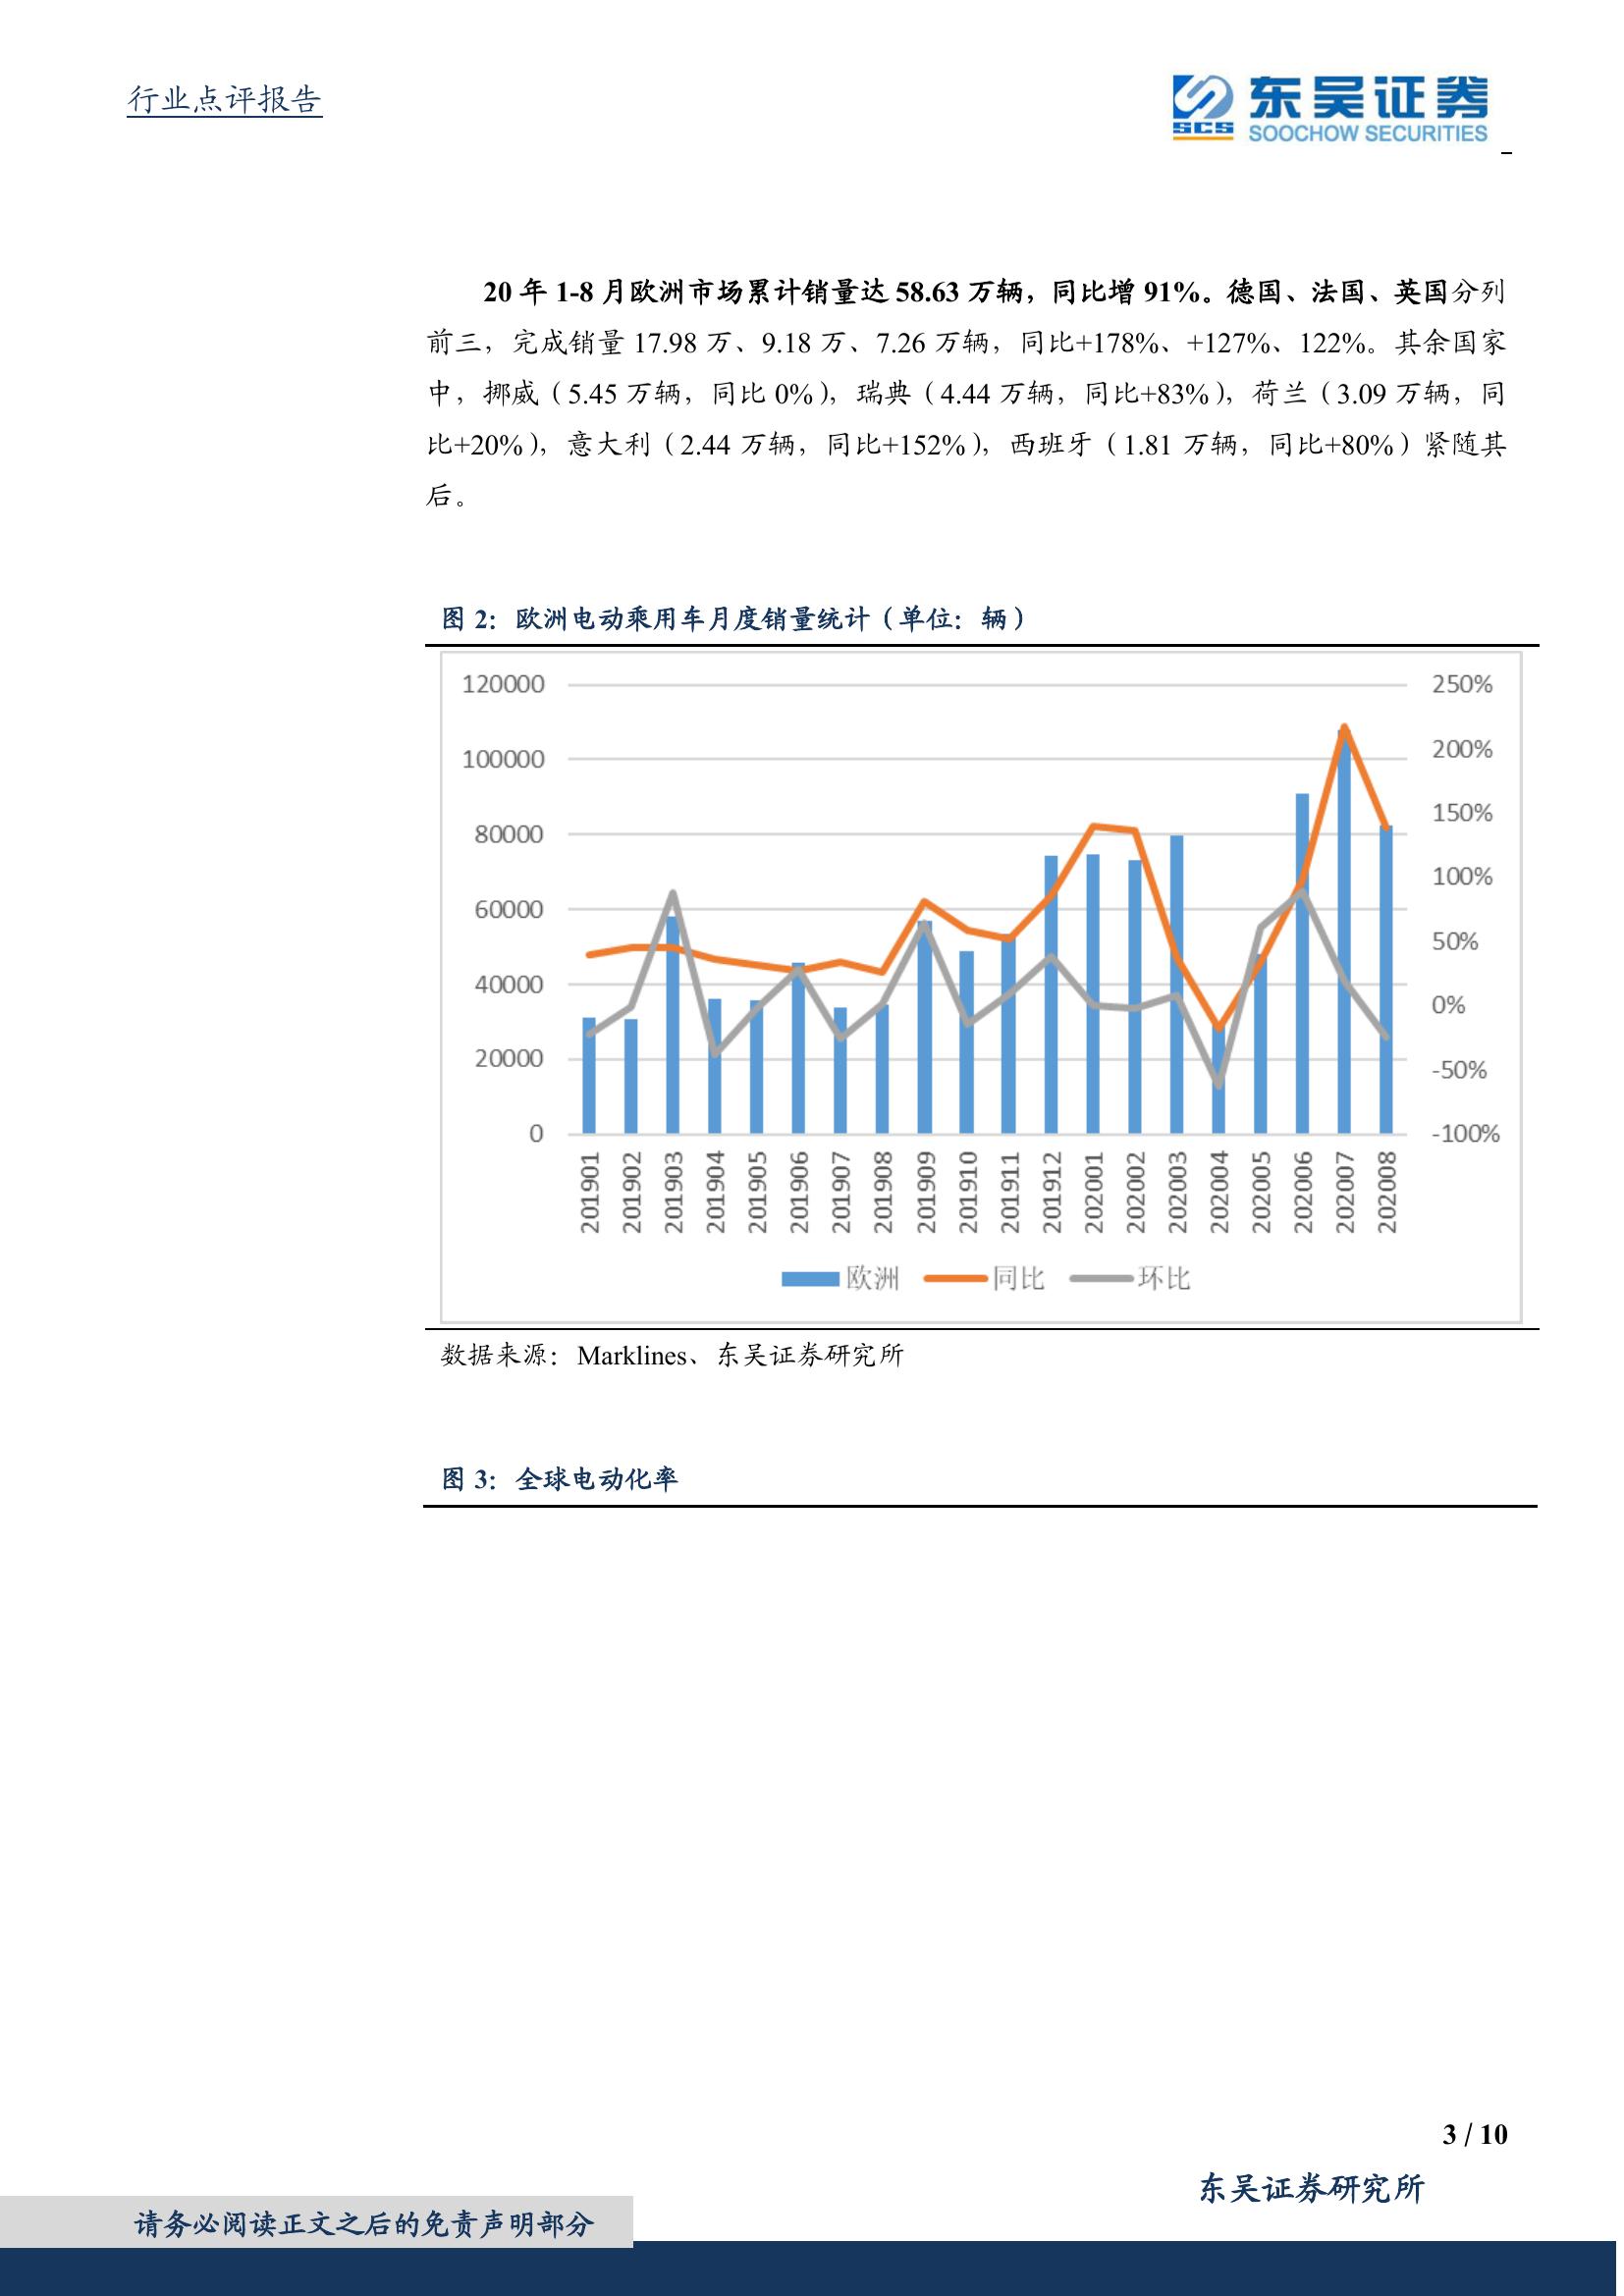 行业点评报告
东吴证券
SCS
SOOCHOW SECURITIES
20 年 1-8 月欧洲市场累计销量达 58.63 万辆，同比增 91%。德国、法国、英国分列
前三，完成销量 17.98 万、9.18 万、7.26 万辆，同比+178%、+127%、122%。其余国家
中，挪威（5.45 万辆，同比 0%），瑞典（4.44 万辆，同比+83%），荷兰（3.09 万辆，同
比+20%），意大利（2.44 万辆，同比+152%），西班牙（1.81 万辆，同比+80%）紧随其
后。
图 2：欧洲电动乘用车月度销量统计（单位：辆）
120000
100000
80000
60000
40000
20000
0
250%
200%
150%
100%
50%
0%
-50%
-100%
201901
201902
201903
201904
201905
201906
201907
201908
201909
201910
201911
201912
202001
202002
202003
202004
202005
202006
202007
202008
欧洲 同比 环比
数据来源：Marklines、东吴证券研究所
图 3：全球电动化率
3 / 10
东吴证券研究所
请务必阅读正文之后的免责声明部分